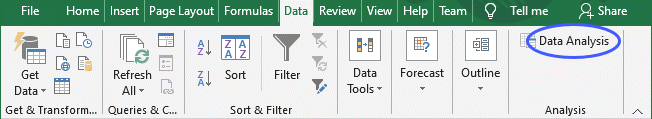 File Home Insert Page Layout Formulas Data Review View Help Team Tell me Share
Get Data
Refresh All
A Z
Z A
Z A A Z
Sort
Filter
Data Tools
Forecast
Outline
Data Analysis
Get & Transform... Queries & C... Sort & Filter Analysis